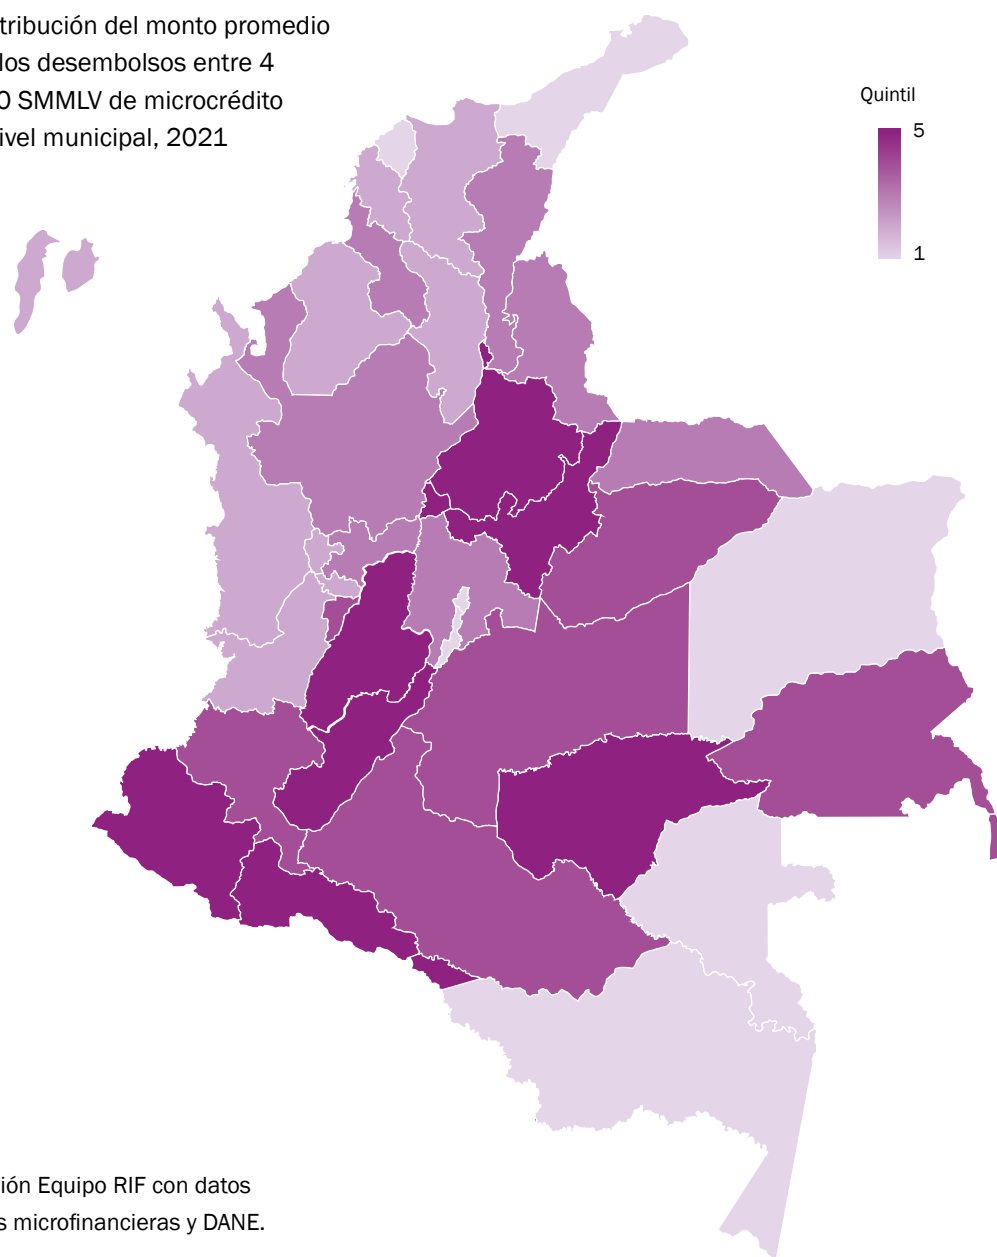 tribución del monto promedio
los desembolsos entre 4
0 SMMLV de microcrédito
ivel municipal, 2021
Quintil
5
1
ión Equipo RIF con datos
s microfinancieras y DANE.